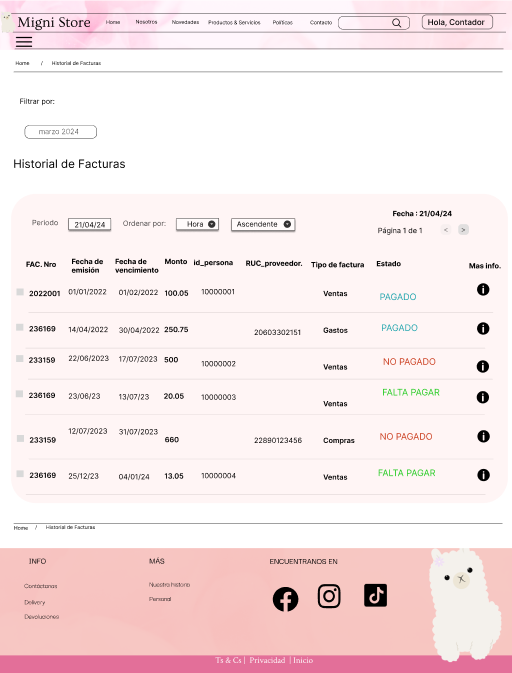 Migni Store Home Nosotros Novedades Productos & Servicios Políticas Contacto Hola, Contador
Home / Historial de Facturas
Filtrar por:
marzo 2024
Historial de Facturas
Fecha : 21/04/24
Periodo 21/04/24 Ordenar por: Hora Ascendente
Página 1 de 1 < >
FAC. Nro Fecha de emisión Fecha de vencimiento Monto id_persona RUC_proveedor. Tipo de factura Estado Mas info.
2022001 01/01/2022 01/02/2022 100.05 10000001 Ventas PAGADO
236169 14/04/2022 30/04/2022 250.75 20603302151 Gastos PAGADO
233159 22/06/2023 17/07/2023 500 10000002 Ventas NO PAGADO
236169 23/06/23 13/07/23 20.05 10000003 Ventas FALTA PAGAR
233159 12/07/2023 31/07/2023 660 22890123456 Compras NO PAGADO
236169 25/12/23 04/01/24 13.05 10000004 Ventas FALTA PAGAR
Home / Historial de Facturas
INFO MÁS ENCUENTRANOS EN
Contáctanos Nuestra historia
Delivery Personal
Devoluciones
Ts & Cs | Privacidad | Inicio